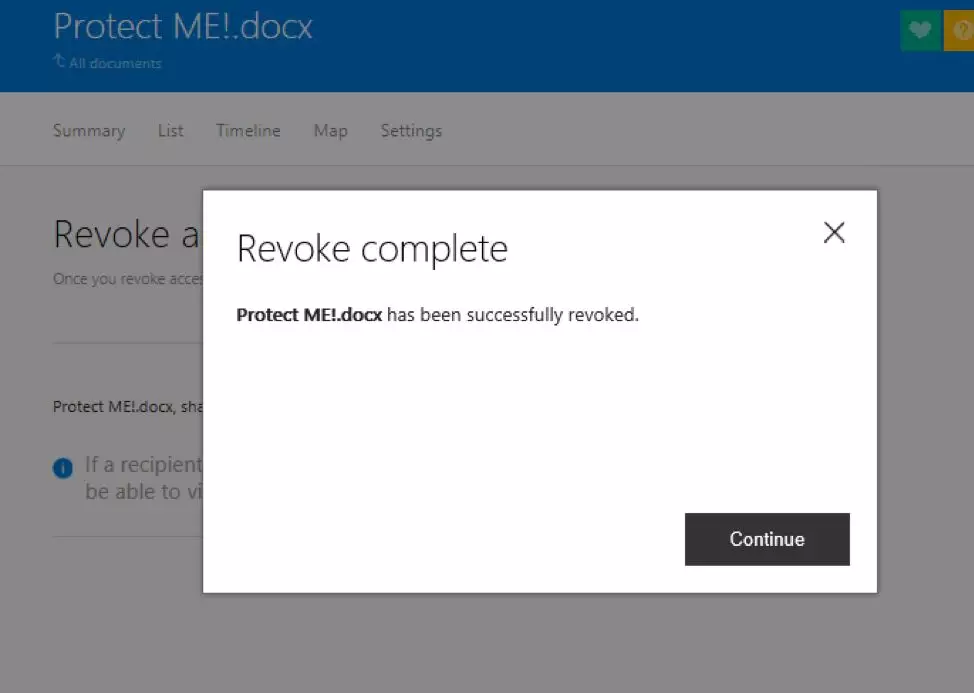 Protect ME!.docx
All documents
Summary List Timeline Map Settings
Revoke a
Once you revoke acces
Revoke complete
Protect ME!.docx has been successfully revoked.
Protect ME!.docx, sha
If a recipient
be able to vi
Continue